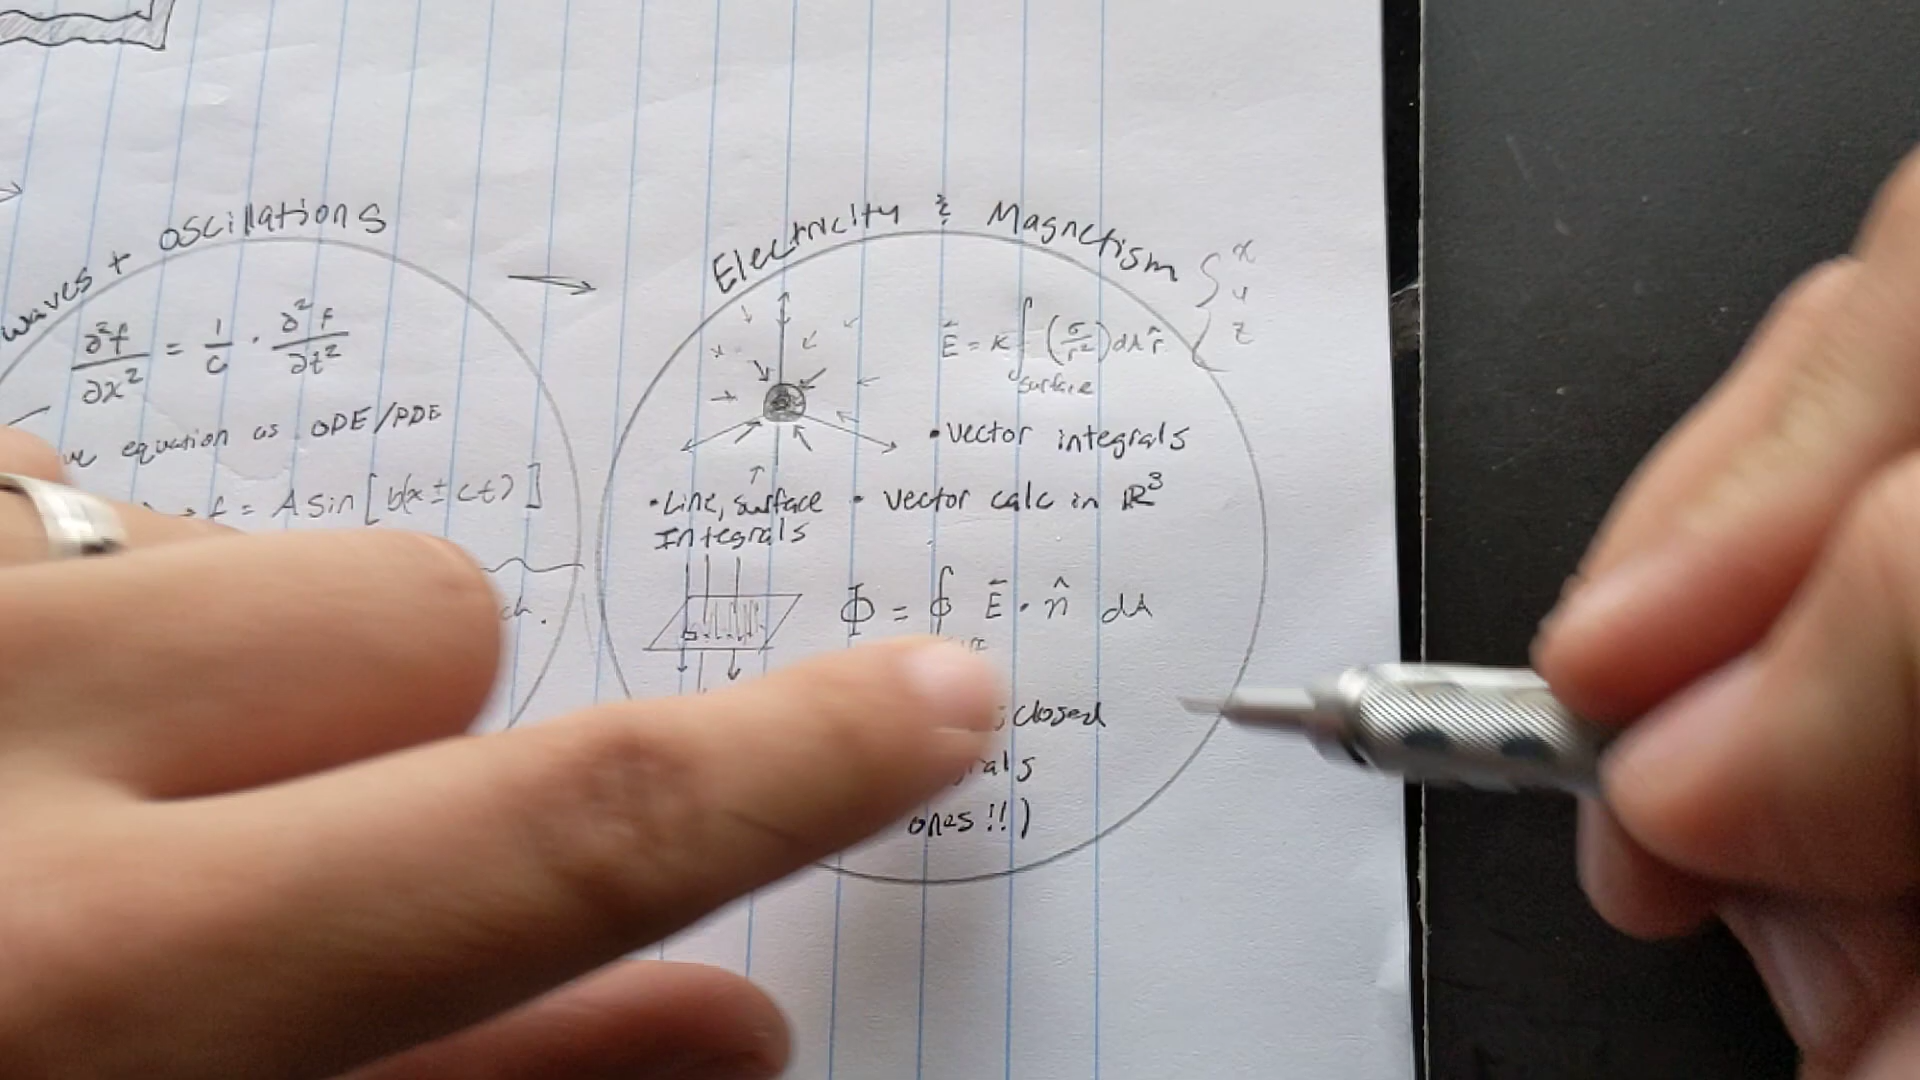 waves + oscillations
∂²f/∂x² = 1/c · ∂²f/∂t²
equation as ODE/PDE
f = A sin[b(x ± ct)]
ch.
Electricity & Magnetism
x
y
z
E⃗ = K ∫ (σ/r²) dA r̂
surface
• vector integrals
• Line, surface Integrals
• vector calc in ℝ³
Φ = ∮ E⃗ · n̂ dA
closed
ones!!)